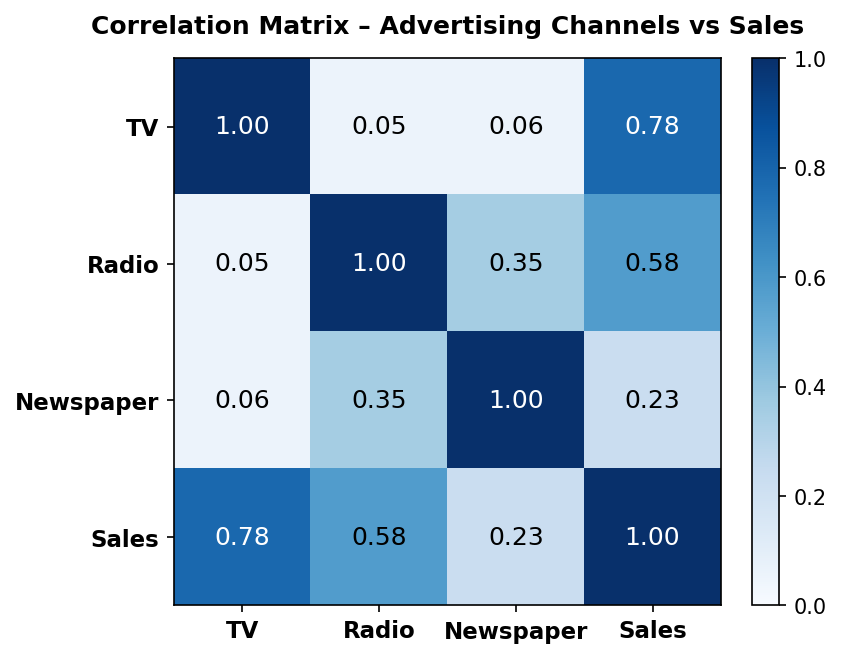 Correlation Matrix – Advertising Channels vs Sales
TV 1.00 0.05 0.06 0.78
Radio 0.05 1.00 0.35 0.58
Newspaper 0.06 0.35 1.00 0.23
Sales 0.78 0.58 0.23 1.00
TV Radio Newspaper Sales
1.0
0.8
0.6
0.4
0.2
0.0